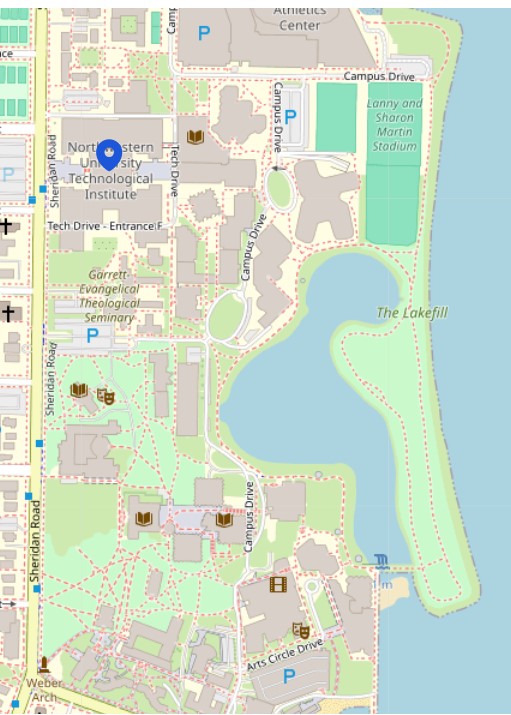 Athletics
Center
P
Campus Drive
Campus Drive
P
Lanny and
Sharon
Martin
Stadium
Northwestern
University
Technological
Institute
Tech Drive
Sheridan Road
P
Tech Drive - Entrance F
Campus Drive
Garrett-
Evangelical
Theological
Seminary
The Lakefill
P
Sheridan Road
Campus Drive
Sheridan Road
Arts Circle Drive
P
Weber
Arch